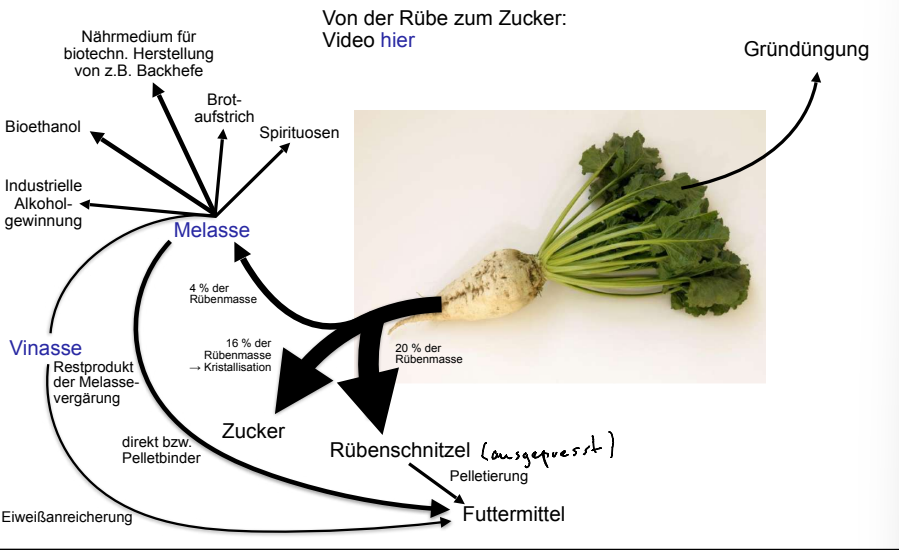 Von der Rübe zum Zucker:
Video hier
Gründüngung
Nährmedium für
biotechn. Herstellung
von z.B. Backhefe
Brot-
aufstrich
Spirituosen
Bioethanol
Industrielle
Alkohol-
gewinnung
Melasse
4 % der
Rübenmasse
16 % der
Rübenmasse
→ Kristallisation
20 % der
Rübenmasse
Vinasse
Restprodukt
der Melasse-
vergärung
Zucker
direkt bzw.
Pelletbinder
Rübenschnitzel (ausgepresst)
Pelletierung
Futtermittel
Eiweißanreicherung